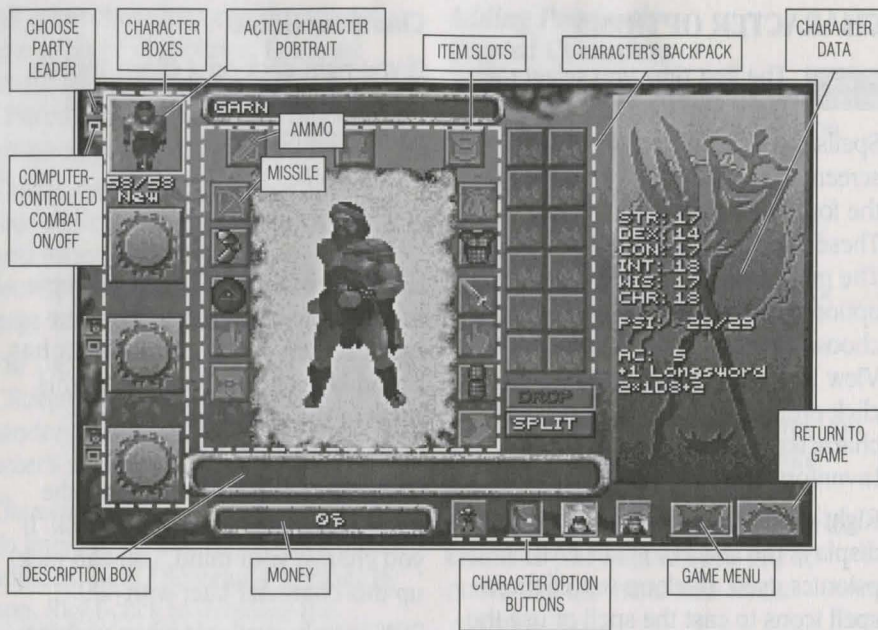 CHOOSE
PARTY
LEADER
CHARACTER
BOXES
ACTIVE CHARACTER
PORTRAIT
ITEM SLOTS
CHARACTER'S BACKPACK
CHARACTER
DATA
GARN
AMMO
MISSILE
COMPUTER-
CONTROLLED
COMBAT
ON/OFF
58/58
New
STR: 17
DEX: 14
CON: 17
INT: 18
WIS: 17
CHR: 18
PSI: 29/29
AC: 5
+1 Longsword
2×1D8+2
DROP
SPLIT
RETURN TO
GAME
0p
DESCRIPTION BOX
MONEY
CHARACTER OPTION
BUTTONS
GAME MENU